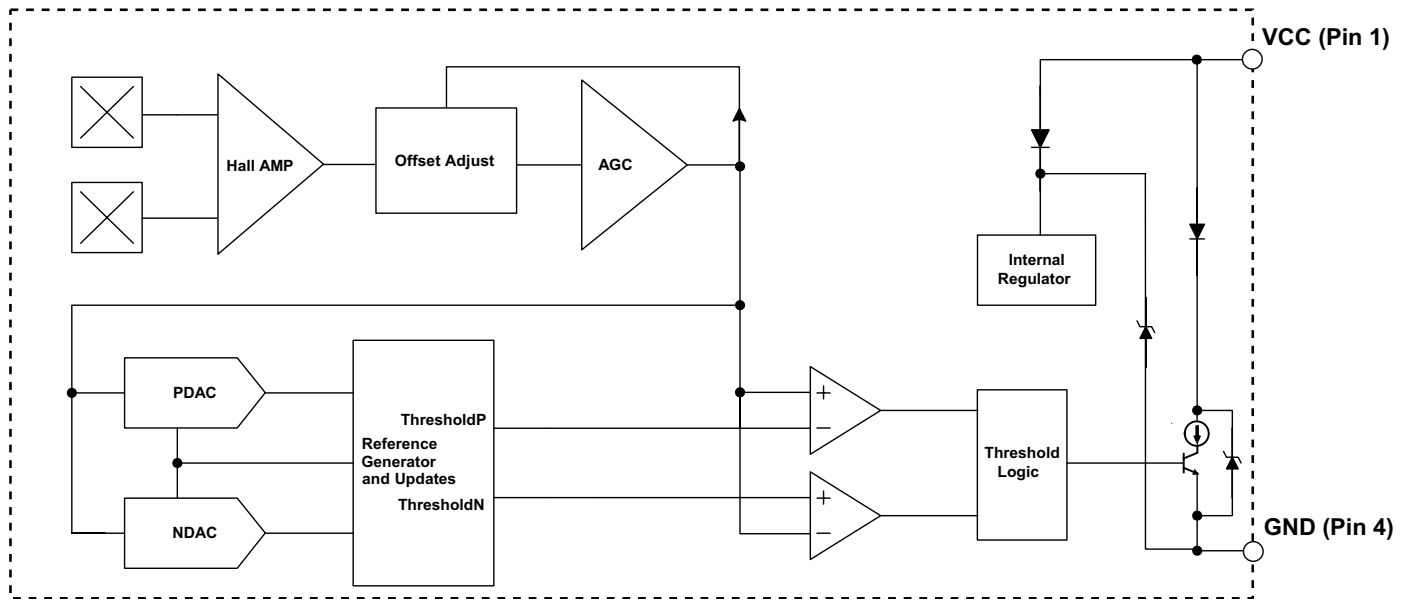 VCC (Pin 1)
Hall AMP
Offset Adjust
AGC
Internal
Regulator
PDAC
ThresholdP
Reference
Generator
and Updates
ThresholdN
NDAC
+
−
+
−
Threshold
Logic
GND (Pin 4)